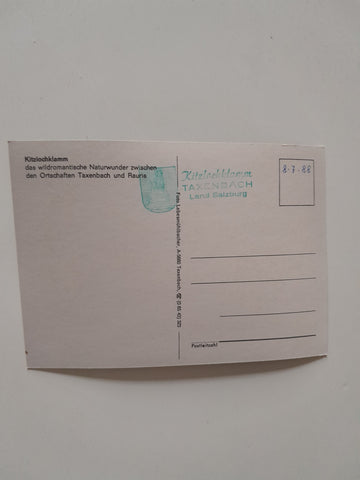 Kitzlochklamm
das wildromantische Naturwunder zwischen
den Ortschaften Taxenbach und Rauris
Kitzlochklamm
TAXENBACH
Land Salzburg
8-7-88
Postleitzahl